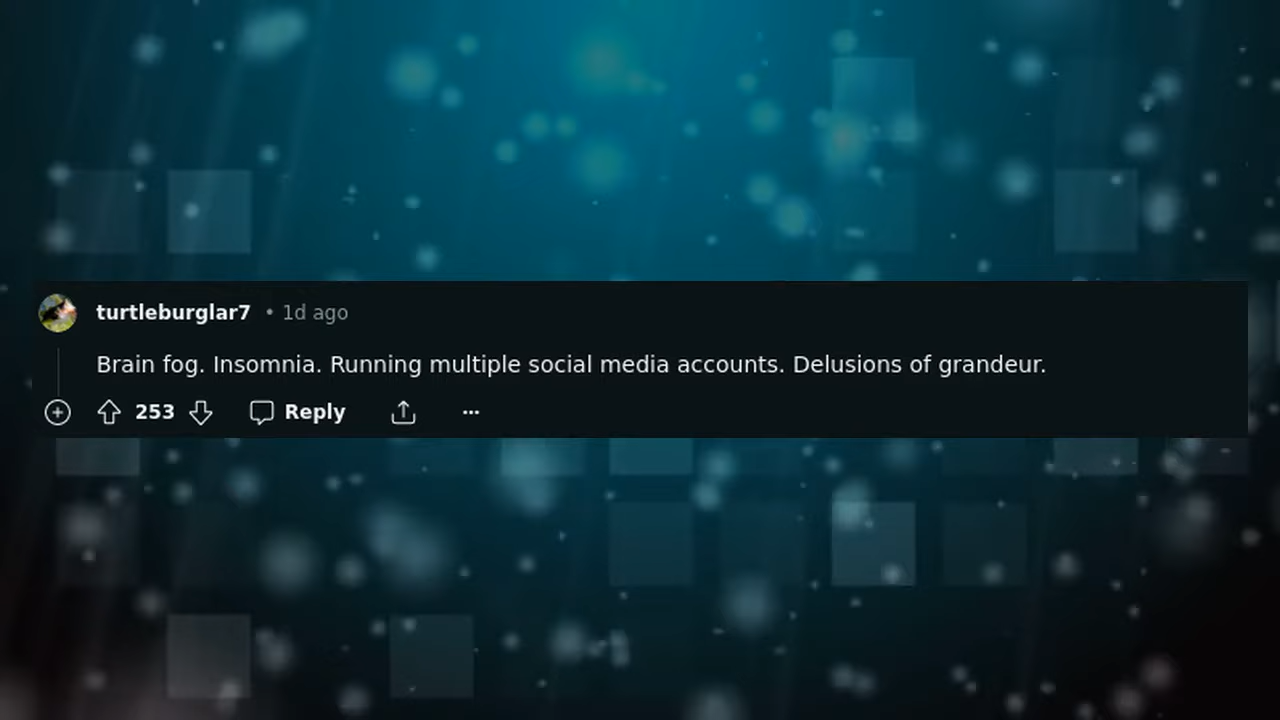 turtleburglar7 • 1d ago
Brain fog. Insomnia. Running multiple social media accounts. Delusions of grandeur.
253 Reply